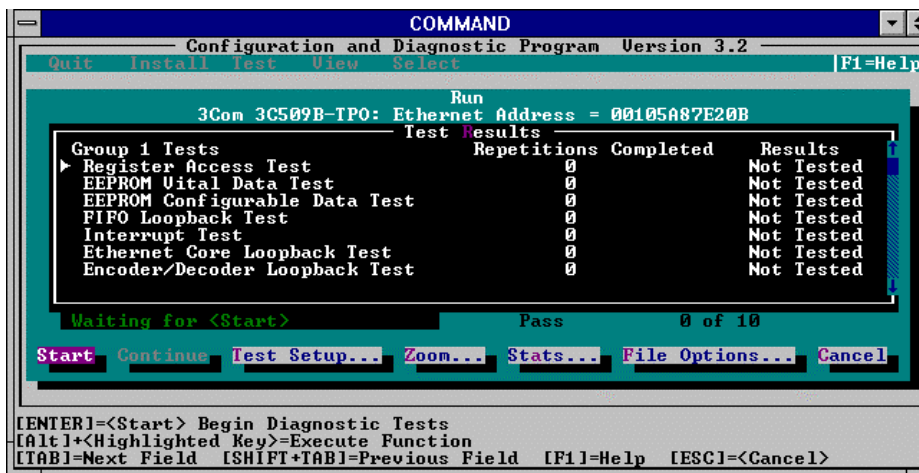 COMMAND
Configuration and Diagnostic Program Version 3.2
Quit Install Test View Select |F1=Help
Run
3Com 3C509B-TPO: Ethernet Address = 00105A87E20B
Test Results
Group 1 Tests Repetitions Completed Results
Register Access Test 0 Not Tested
EEPROM Vital Data Test 0 Not Tested
EEPROM Configurable Data Test 0 Not Tested
FIFO Loopback Test 0 Not Tested
Interrupt Test 0 Not Tested
Ethernet Core Loopback Test 0 Not Tested
Encoder/Decoder Loopback Test 0 Not Tested
Waiting for <Start> Pass 0 of 10
Start Continue Test Setup... Zoom... Stats... File Options... Cancel
[ENTER]=<Start> Begin Diagnostic Tests
[Alt]+<Highlighted Key>=Execute Function
[TAB]=Next Field [SHIFT+TAB]=Previous Field [F1]=Help [ESC]=<Cancel>